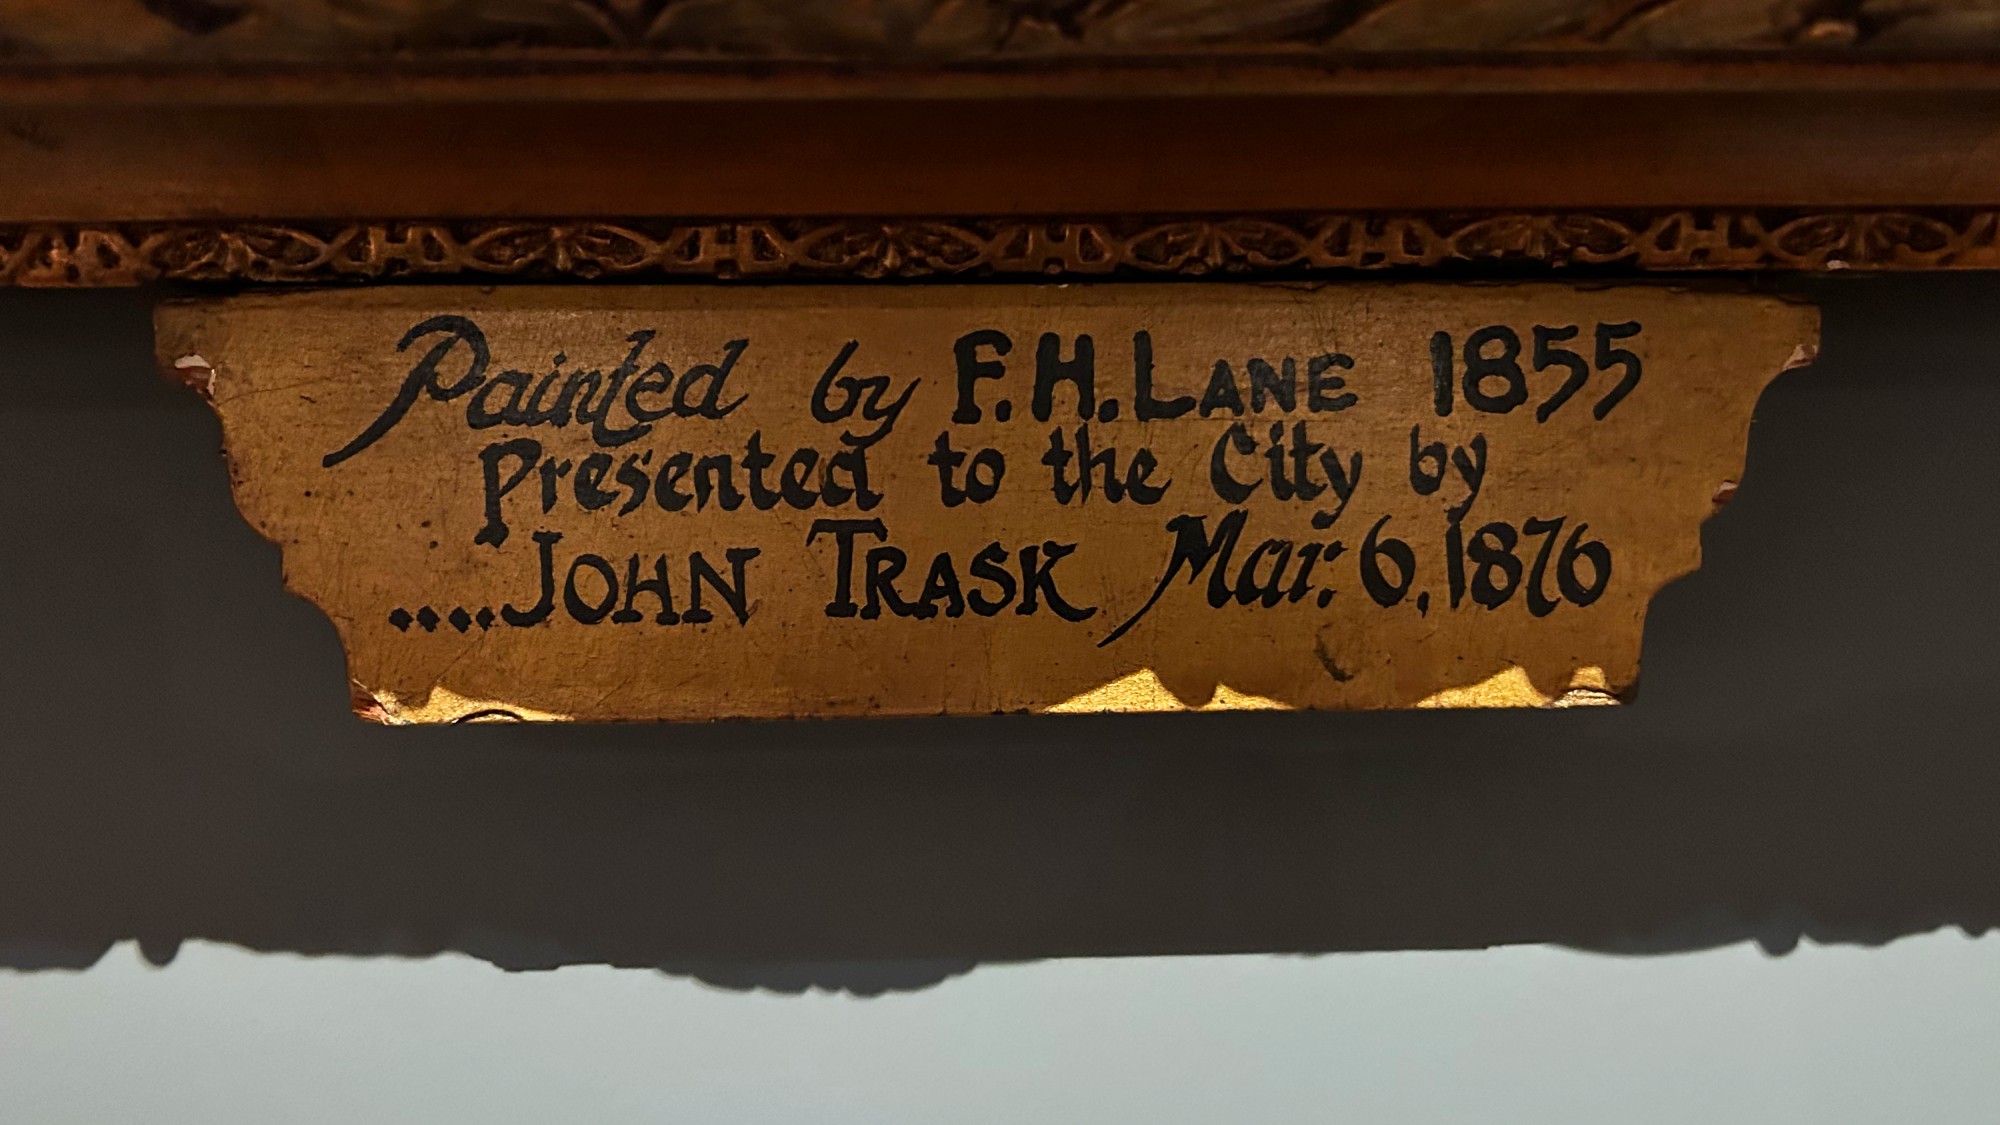 Painted by F.H. LANE 1855
Presented to the City by
....JOHN TRASK Mar. 6, 1876